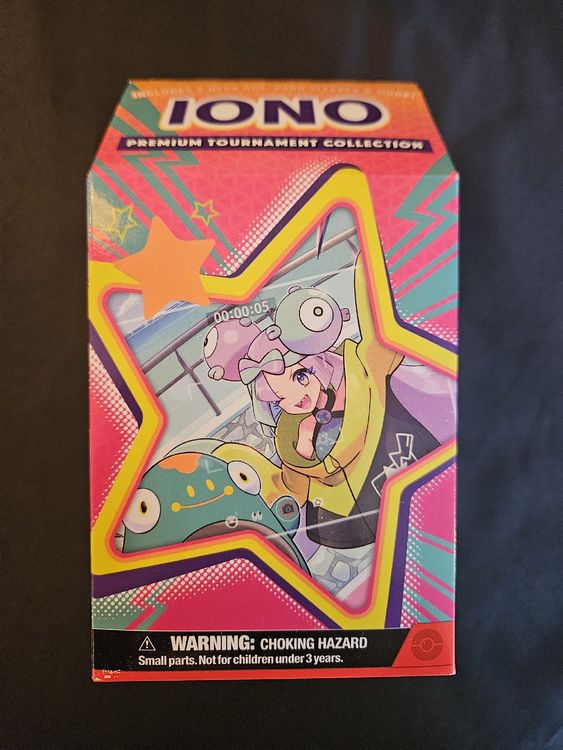 INCLUDES A DECK BOX, CARD SLEEVES & MORE!
IONO
PREMIUM TOURNAMENT COLLECTION
00:00:05
WARNING: CHOKING HAZARD
Small parts. Not for children under 3 years.